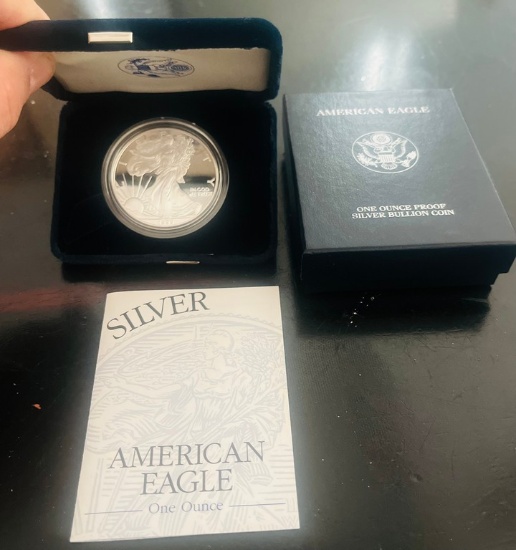 AMERICAN EAGLE
ONE OUNCE PROOF
SILVER BULLION COIN
SILVER
AMERICAN
EAGLE
One Ounce